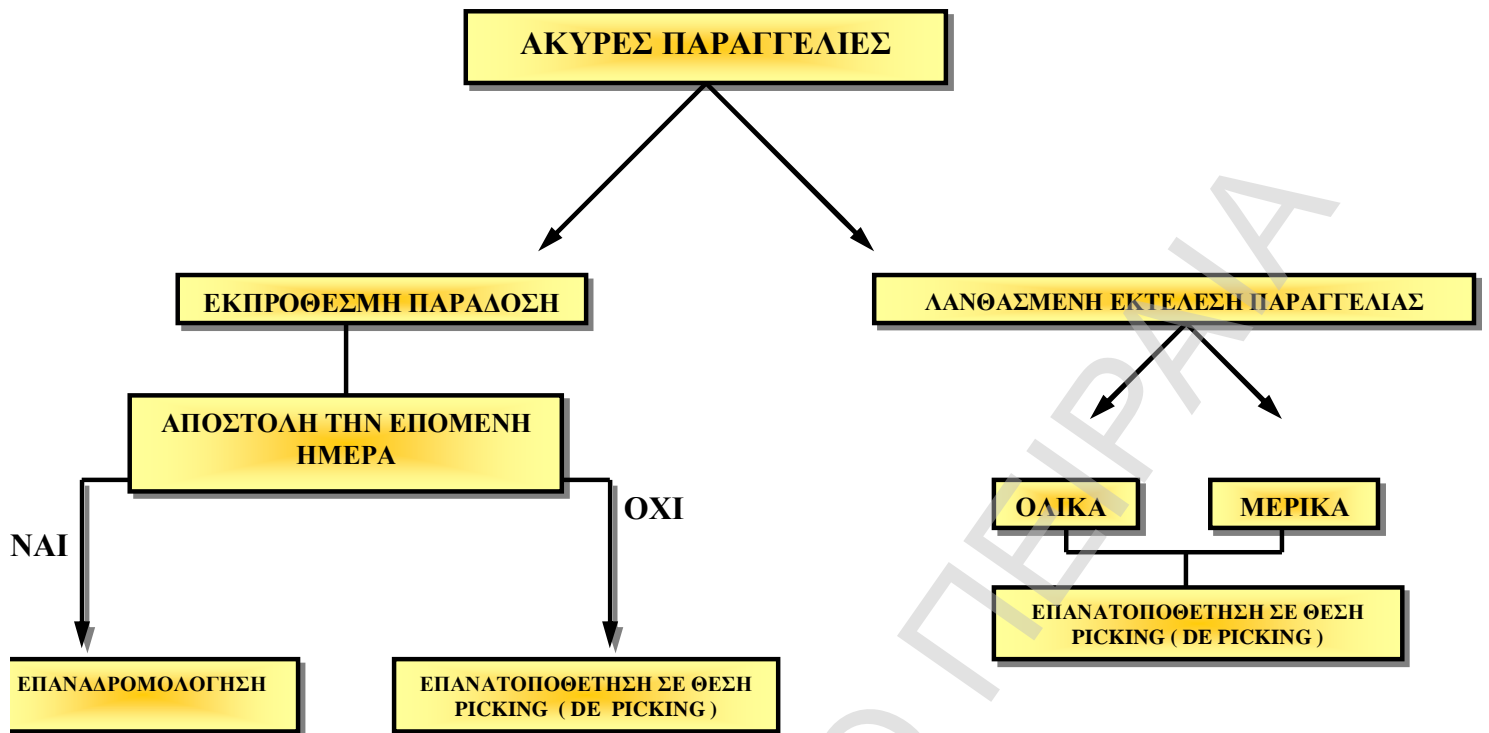 ΑΚΥΡΕΣ ΠΑΡΑΓΓΕΛΙΕΣ
ΕΚΠΡΟΘΕΣΜΗ ΠΑΡΑΔΟΣΗ
ΛΑΝΘΑΣΜΕΝΗ ΕΚΤΕΛΕΣΗ ΠΑΡΑΓΓΕΛΙΑΣ
ΑΠΟΣΤΟΛΗ ΤΗΝ ΕΠΟΜΕΝΗ
ΗΜΕΡΑ
ΝΑΙ
ΟΧΙ
ΟΛΙΚΑ
ΜΕΡΙΚΑ
ΕΠΑΝΑΔΡΟΜΟΛΟΓΗΣΗ
ΕΠΑΝΑΤΟΠΟΘΕΤΗΣΗ ΣΕ ΘΕΣΗ
PICKING ( DE PICKING )
ΕΠΑΝΑΤΟΠΟΘΕΤΗΣΗ ΣΕ ΘΕΣΗ
PICKING ( DE PICKING )
ΠΕΙΡΑΙΑ